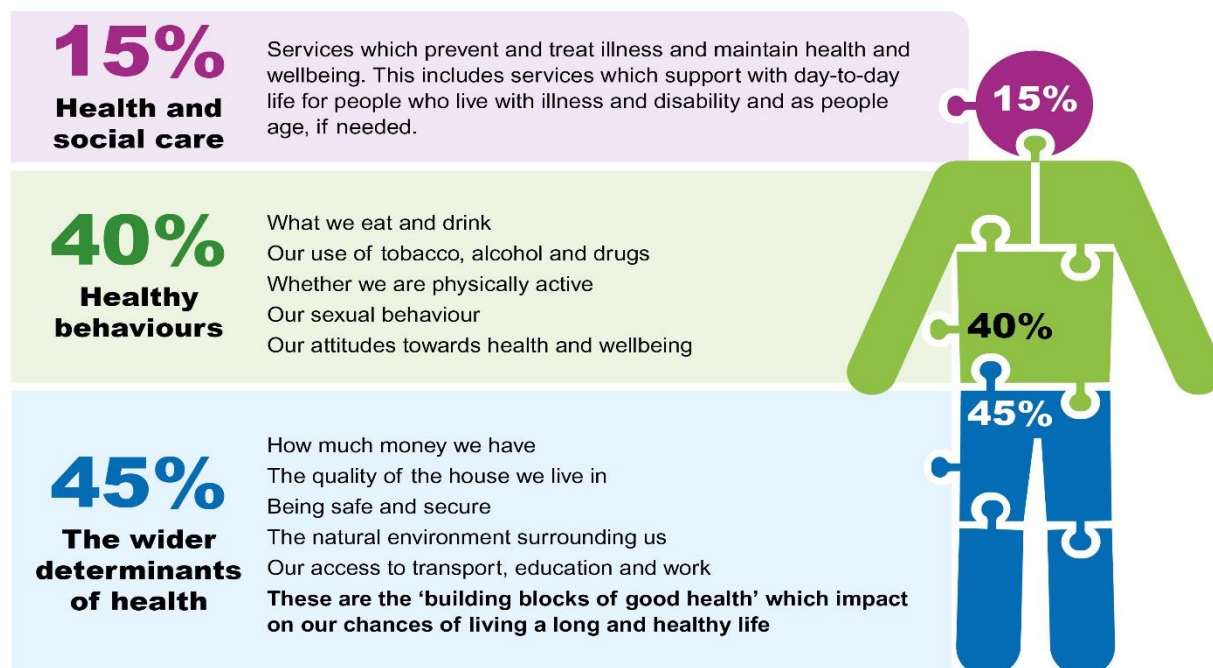 15%
Health and
social care
Services which prevent and treat illness and maintain health and
wellbeing. This includes services which support with day-to-day
life for people who live with illness and disability and as people
age, if needed.
15%
40%
Healthy
behaviours
What we eat and drink
Our use of tobacco, alcohol and drugs
Whether we are physically active
Our sexual behaviour
Our attitudes towards health and wellbeing
40%
45%
The wider
determinants
of health
How much money we have
The quality of the house we live in
Being safe and secure
The natural environment surrounding us
Our access to transport, education and work
These are the ‘building blocks of good health’ which impact
on our chances of living a long and healthy life
45%